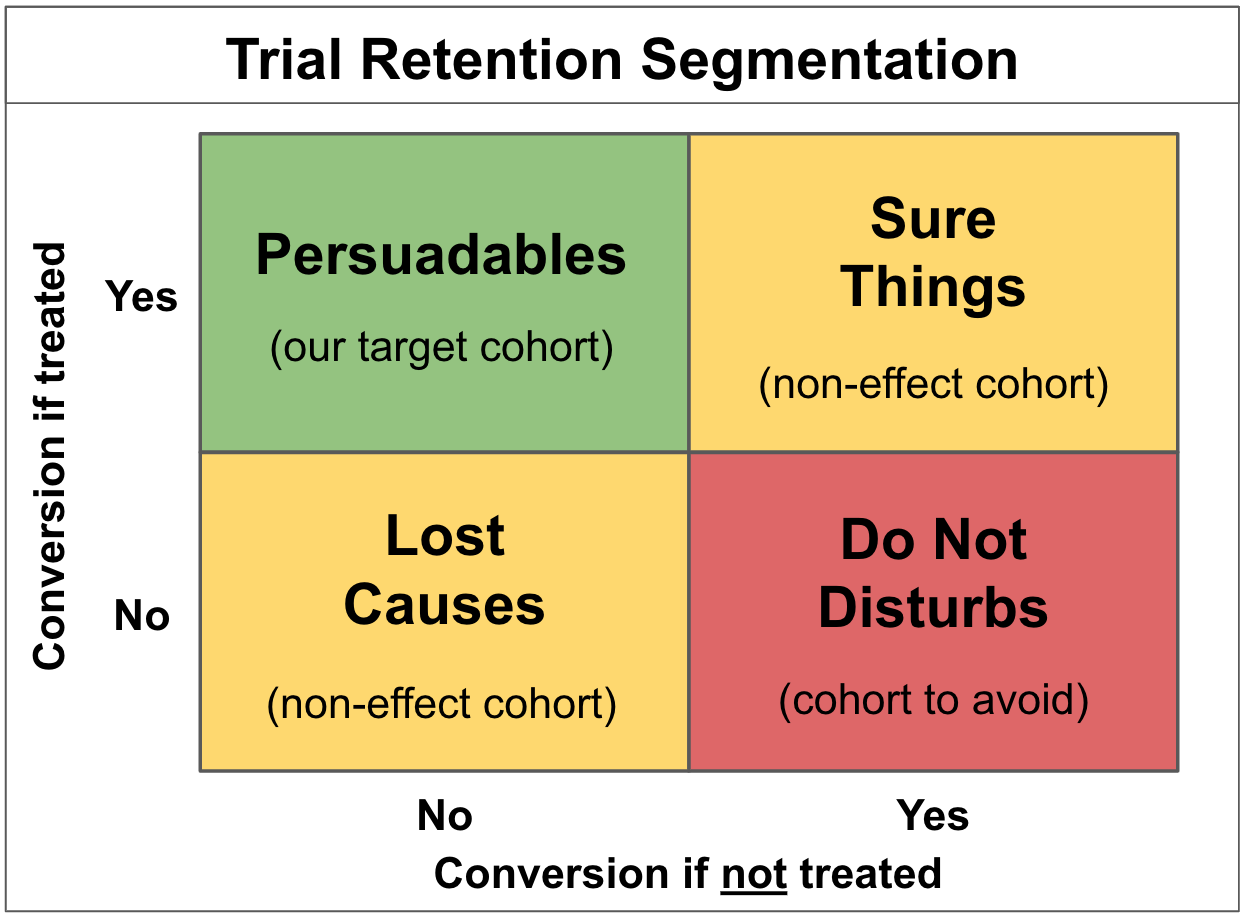 Trial Retention Segmentation
Conversion if treated
Yes
Persuadables
(our target cohort)
Sure
Things
(non-effect cohort)
No
Lost
Causes
(non-effect cohort)
Do Not
Disturbs
(cohort to avoid)
No
Yes
Conversion if not treated